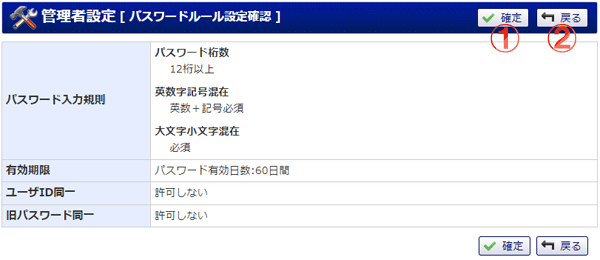 管理者設定 [ パスワードルール設定確認 ]
確定 戻る
① ②
パスワード入力規則
パスワード桁数
12桁以上
英数字記号混在
英数＋記号必須
大文字小文字混在
必須
有効期限 パスワード有効日数:60日間
ユーザID同一 許可しない
旧パスワード同一 許可しない
確定 戻る